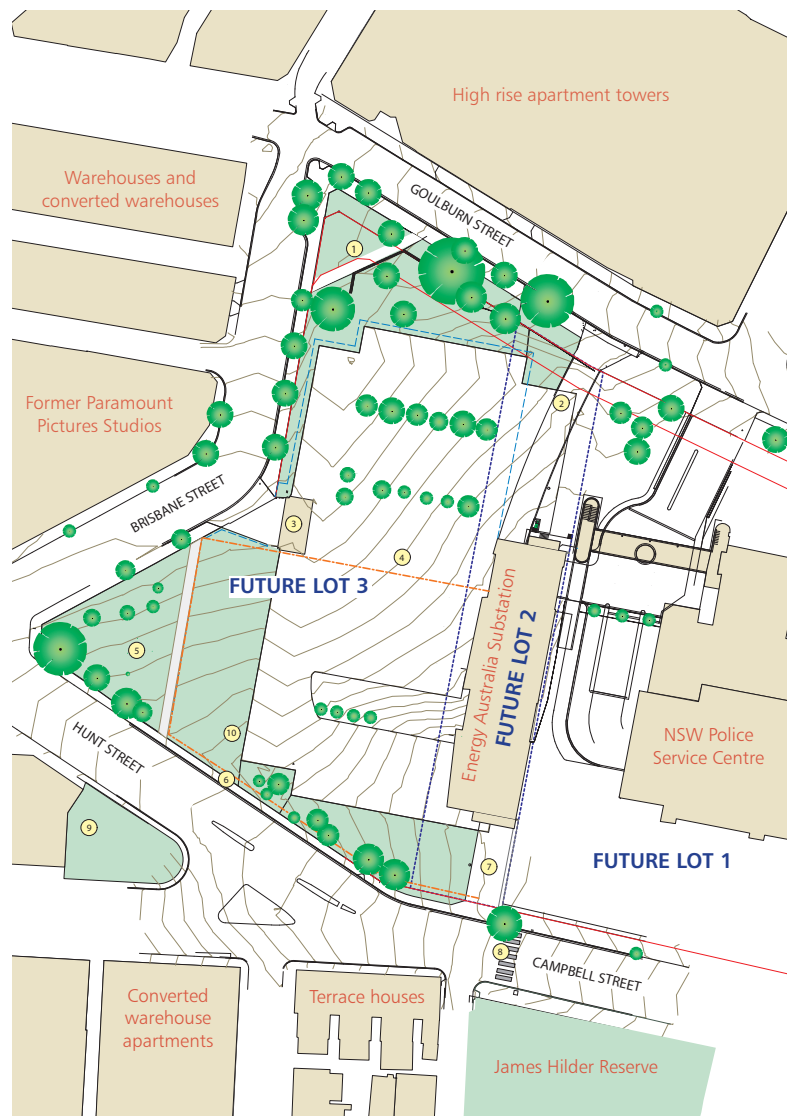 High rise apartment towers
Warehouses and
converted warehouses
GOULBURN STREET
1
Former Paramount
Pictures Studios
2
BRISBANE STREET
3
4
FUTURE LOT 3
Energy Australia Substation
FUTURE LOT 2
5
HUNT STREET
10
6
NSW Police
Service Centre
9
7
FUTURE LOT 1
8
CAMPBELL STREET
Converted
warehouse
apartments
Terrace houses
James Hilder Reserve